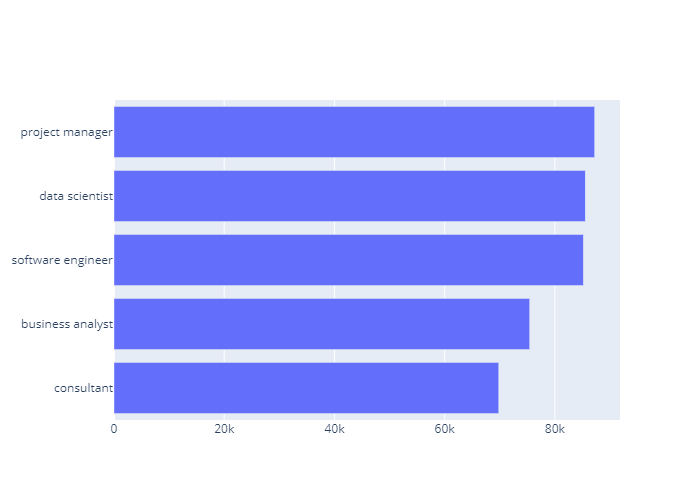 project manager
data scientist
software engineer
business analyst
consultant
0 20k 40k 60k 80k